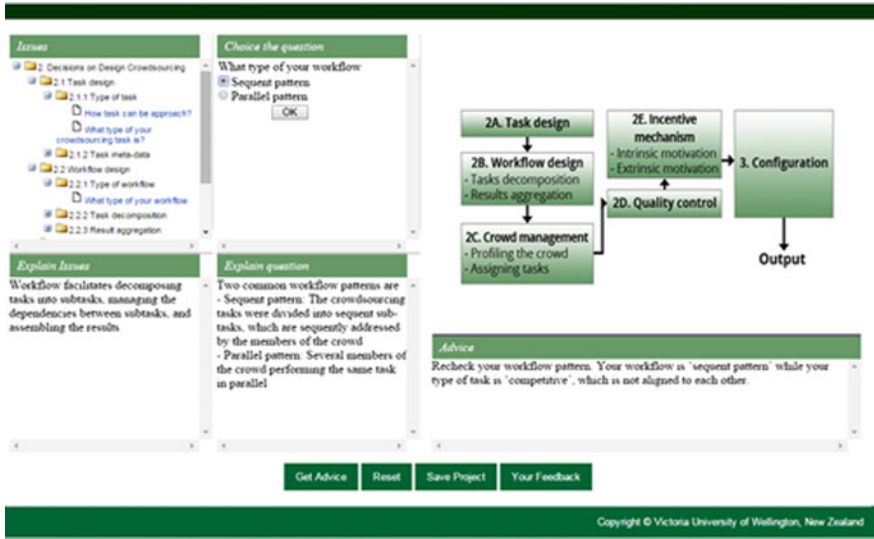 Issues
2. Decisions on Design Crowdsourcing
2.1 Task design
2.1.1 Type of task
How task can be approach?
What type of your
crowdsourcing task is?
2.1.2 Task meta-data
2.2 Workflow design
2.2.1 Type of workflow
What type of your workflow
2.2.2 Task decomposition
2.2.3 Result aggregation
Choice the question
What type of your workflow
Sequent pattern
Parallel pattern
OK
Explain Issues
Workflow facilitates decomposing
tasks into subtasks, managing the
dependencies between subtasks, and
assembling the results
Explain question
Two common workflow patterns are
- Sequent pattern: The crowdsourcing
tasks were divided into sequent sub-
tasks, which are sequently addressed
by the members of the crowd
- Parallel pattern: Several members of
the crowd performing the same task
in parallel
2A. Task design
2B. Workflow design
- Tasks decomposition
- Results aggregation
2C. Crowd management
- Profiling the crowd
- Assigning tasks
2E. Incentive
mechanism
- Intrinsic motivation
- Extrinsic motivation
2D. Quality control
3. Configuration
Output
Advice
Recheck your workflow pattern. Your workflow is `sequent pattern` while your
type of task is `competitive`, which is not aligned to each other.
Get Advice
Reset
Save Project
Your Feedback
Copyright © Victoria University of Wellington, New Zealand